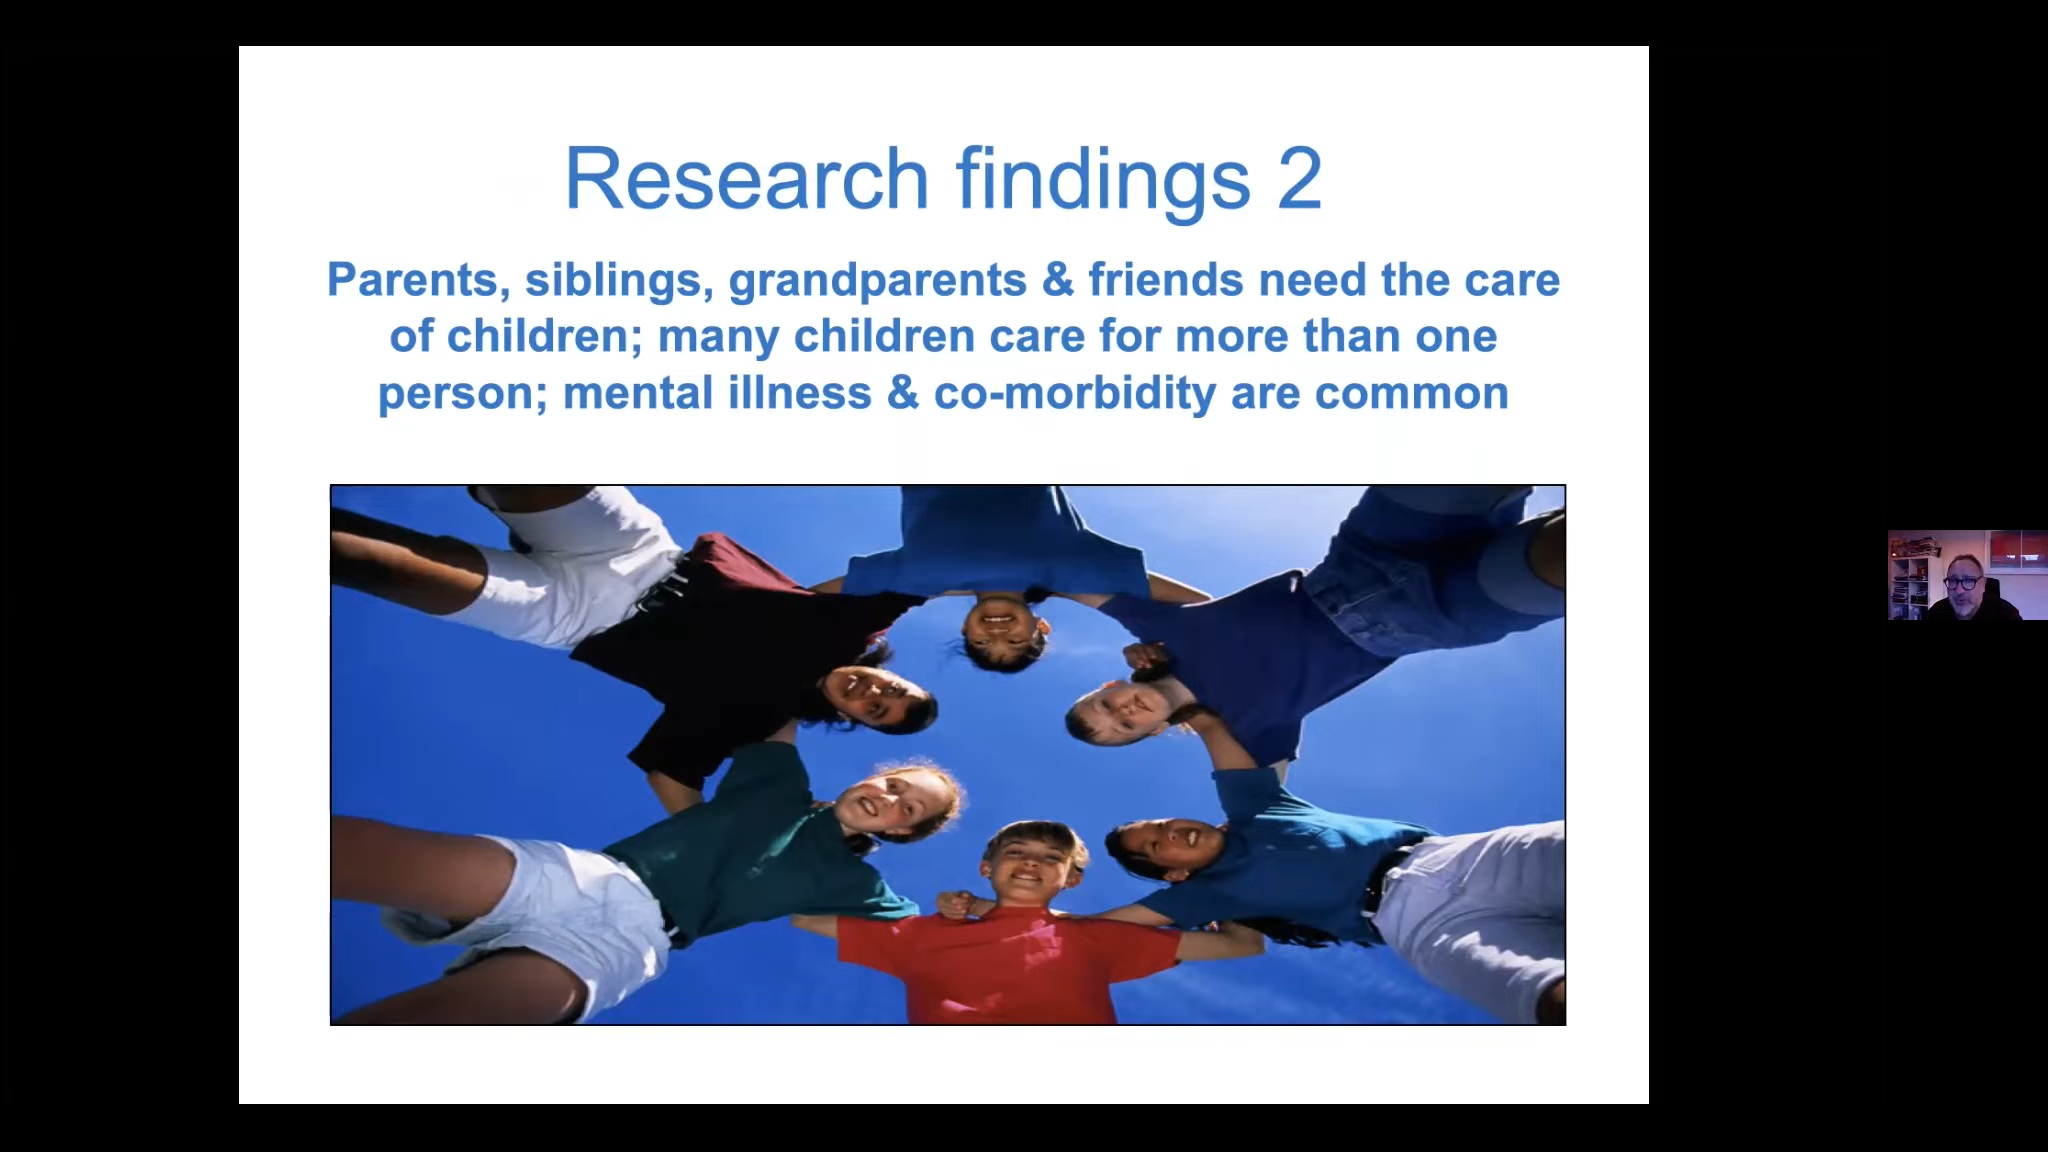 Research findings 2
Parents, siblings, grandparents & friends need the care
of children; many children care for more than one
person; mental illness & co-morbidity are common